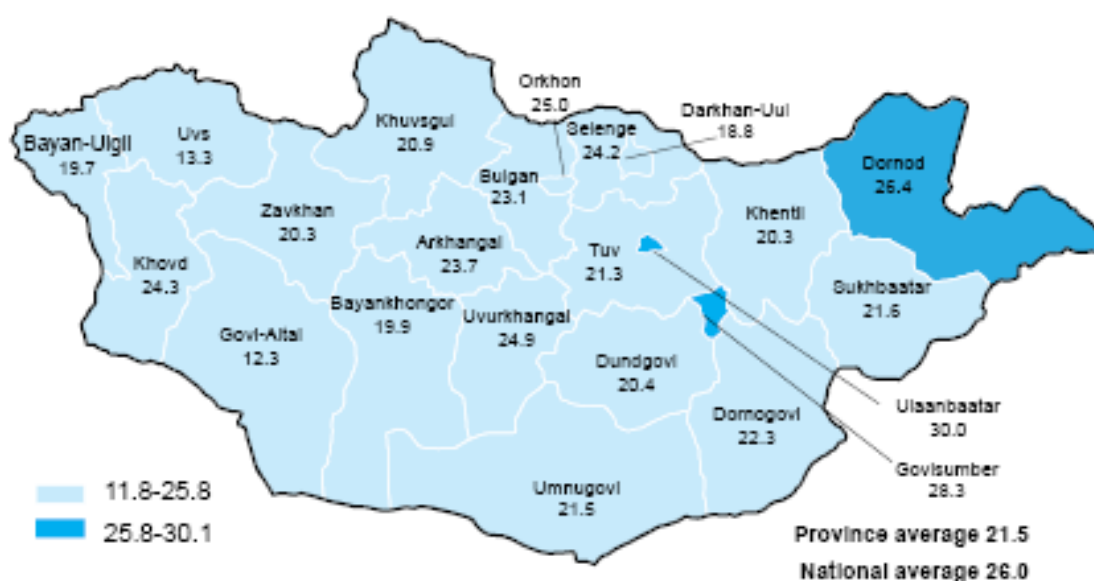 Orkhon
25.0
Darkhan-Uul
18.8
Khuvsgul
20.9
Selenge
24.2
Uvs
13.3
Bayan-Ulgii
19.7
Bulgan
23.1
Dornod
26.4
Zavkhan
20.3
Khentii
20.3
Arkhangai
23.7
Tuv
21.3
Khovd
24.3
Sukhbaatar
21.6
Bayankhongor
19.9
Uvurkhangai
24.9
Govi-Altai
12.3
Dundgovi
20.4
Ulaanbaatar
30.0
Dornogovi
22.3
Govisumber
28.3
Umnugovi
21.5
11.8-25.8
25.8-30.1
Province average 21.5
National average 26.0